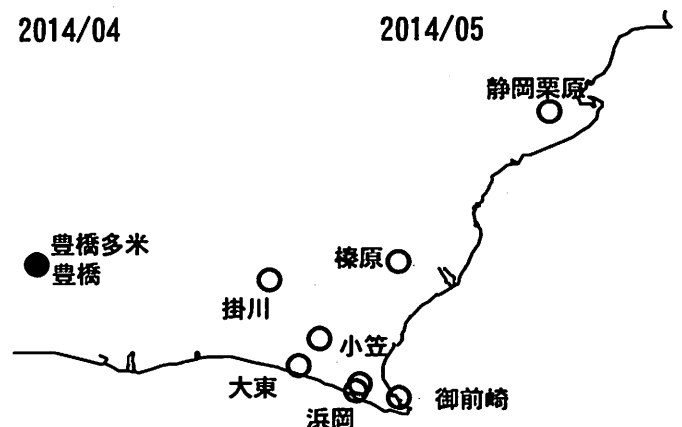 2014/04
2014/05
静岡栗原
豊橋多米
豊橋
榛原
掛川
小笠
大東
浜岡
御前崎